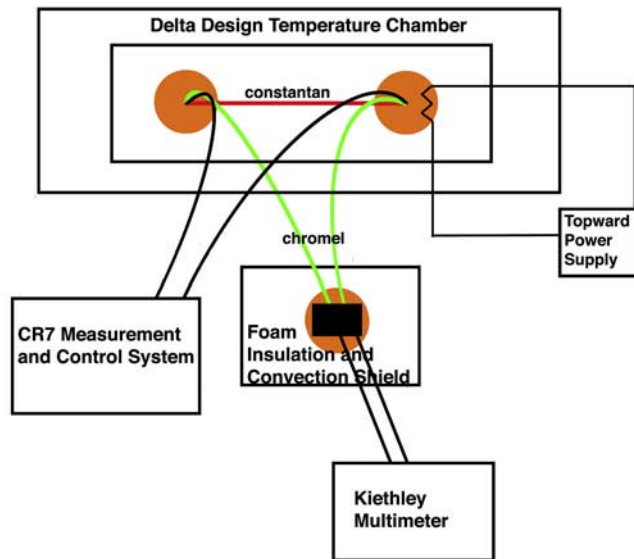 Delta Design Temperature Chamber
constantan
chromel
Topward
Power
Supply
CR7 Measurement
and Control System
Foam
Insulation and
Convection Shield
Kiethley
Multimeter